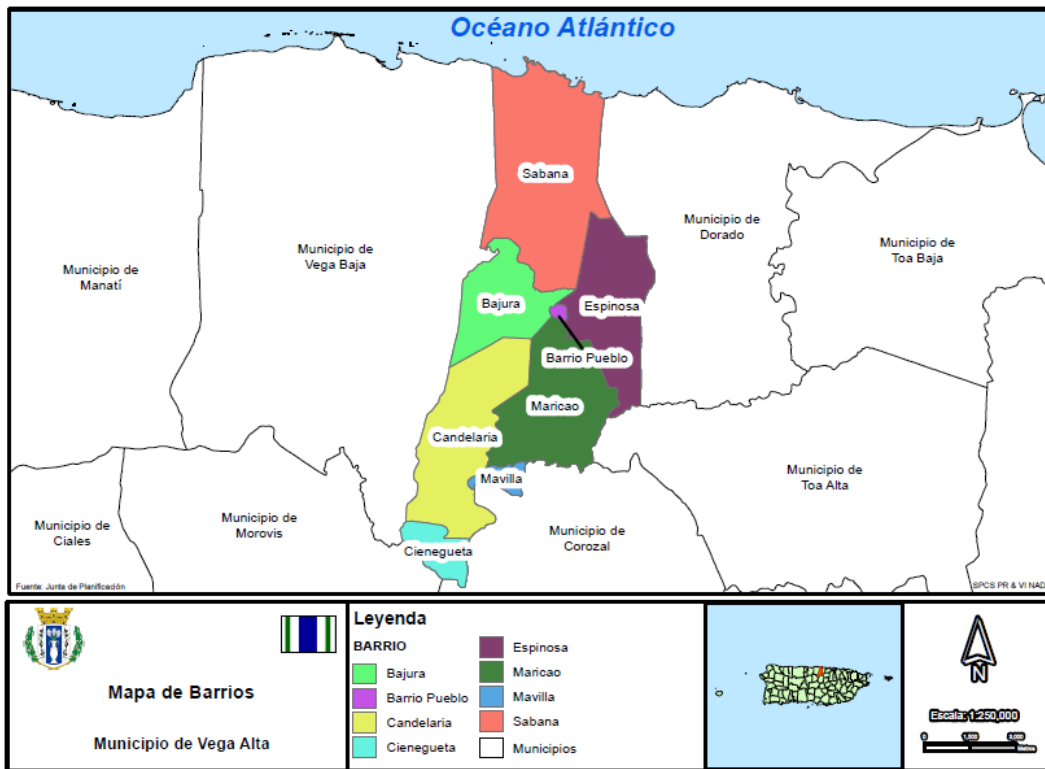 Océano Atlántico
Sabana
Municipio de
Dorado
Municipio de
Vega Baja
Municipio de
Toa Baja
Municipio de
Manatí
Bajura
Espinosa
Barrio Pueblo
Maricao
Candelaria
Mavilla
Municipio de
Toa Alta
Municipio de
Ciales
Municipio de
Morovis
Municipio de
Corozal
Cienegueta
Fuente: Junta de Planificación
SPCS PR & VI NAD
Mapa de Barrios
Municipio de Vega Alta
Leyenda
BARRIO
Bajura
Barrio Pueblo
Candelaria
Cienegueta
Espinosa
Maricao
Mavilla
Sabana
Municipios
N
Escala: 1:250,000
0
Metros